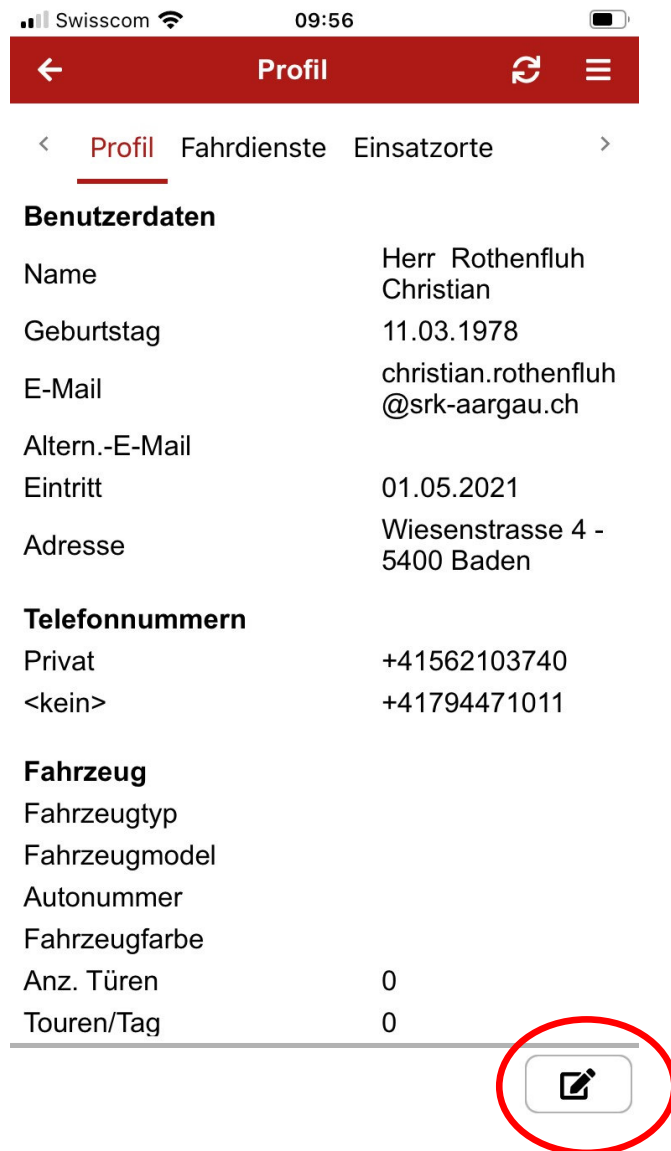 Swisscom 09:56
Profil
Profil Fahrdienste Einsatzorte
Benutzerdaten
Name Herr Rothenfluh
Christian
Geburtstag 11.03.1978
E-Mail christian.rothenfluh
@srk-aargau.ch
Altern.-E-Mail
Eintritt 01.05.2021
Adresse Wiesenstrasse 4 -
5400 Baden
Telefonnummern
Privat +41562103740
<kein> +41794471011
Fahrzeug
Fahrzeugtyp
Fahrzeugmodel
Autonummer
Fahrzeugfarbe
Anz. Türen 0
Touren/Tag 0